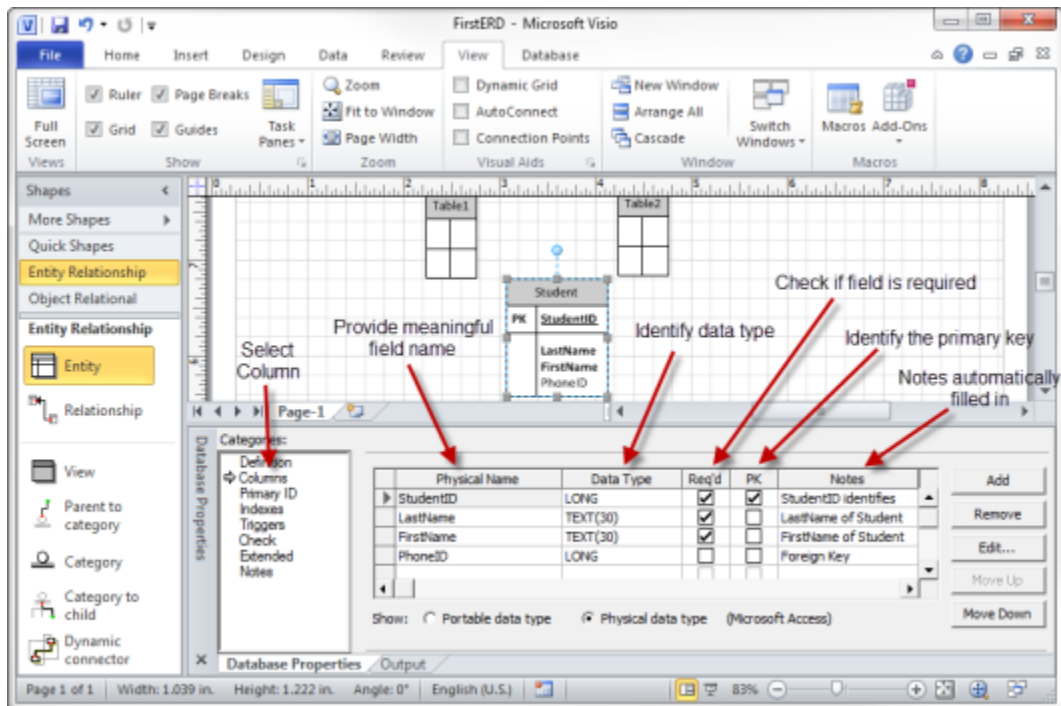 FirstERD - Microsoft Visio
File Home Insert Design Data Review View Database
Full Screen
Ruler Page Breaks
Grid Guides
Task Panes
Zoom
Fit to Window
Page Width
Dynamic Grid
AutoConnect
Connection Points
New Window
Arrange All
Cascade
Switch Windows
Macros Add-Ons
Views Show Zoom Visual Aids Window Macros
Shapes
More Shapes
Quick Shapes
Entity Relationship
Object Relational
Entity Relationship
Entity
Relationship
View
Parent to category
Category
Category to child
Dynamic connector
0 1 2 3 4 5 6 7 8
Table1
Table2
Student
PK StudentID
LastName
FirstName
PhoneID
Select Column
Provide meaningful field name
Identify data type
Check if field is required
Identify the primary key
Notes automatically filled in
Page-1
Database Properties
Categories:
Definition
Columns
Primary ID
Indexes
Triggers
Check
Extended
Notes
Physical Name Data Type Req'd PK Notes
StudentID LONG StudentID identifies
LastName TEXT(30) LastName of Student
FirstName TEXT(30) FirstName of Student
PhoneID LONG Foreign Key
Add
Remove
Edit...
Move Up
Move Down
Show: Portable data type Physical data type (Microsoft Access)
Database Properties Output
Page 1 of 1 Width: 1.039 in. Height: 1.222 in. Angle: 0° English (U.S.) 83%